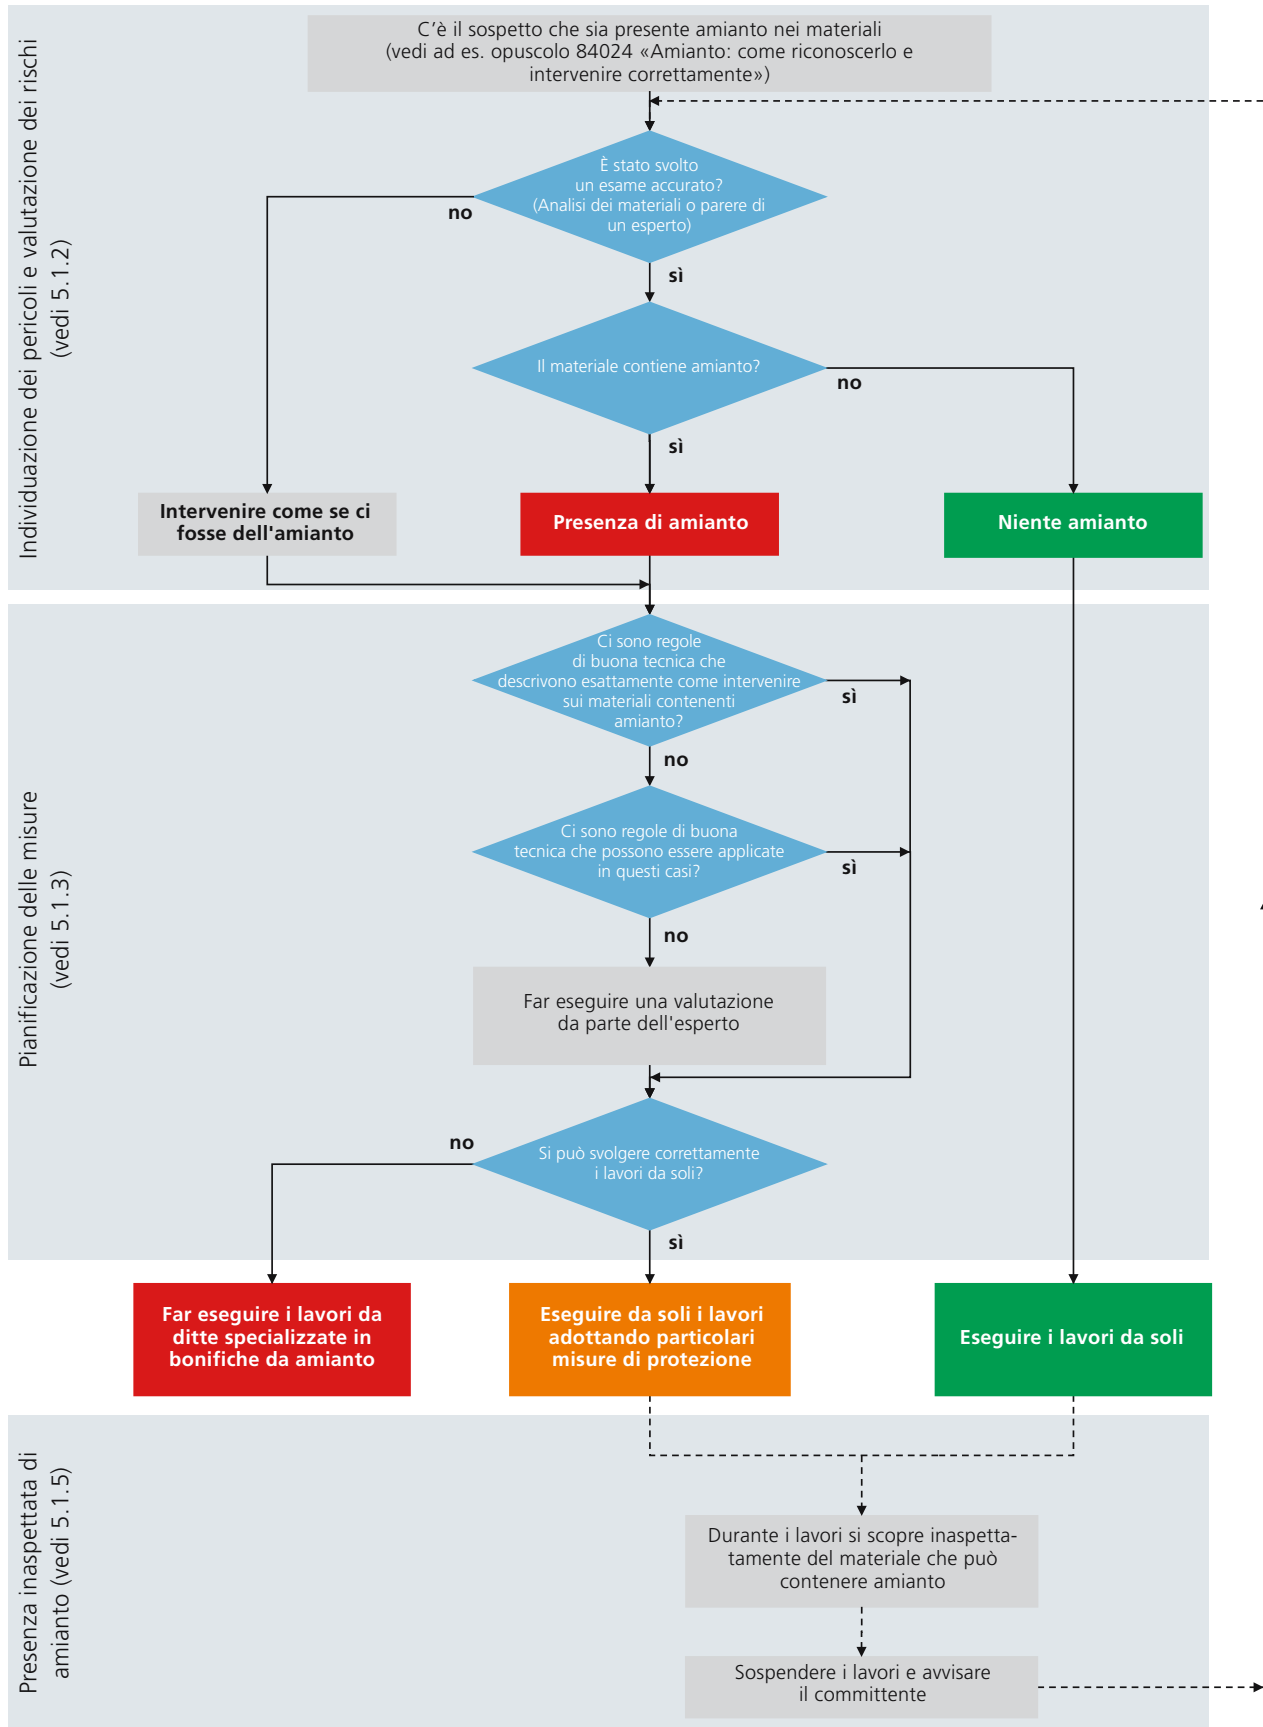 Individuazione dei pericoli e valutazione dei rischi
(vedi 5.1.2)
C'è il sospetto che sia presente amianto nei materiali
(vedi ad es. opuscolo 84024 «Amianto: come riconoscerlo e
intervenire correttamente»)
È stato svolto
un esame accurato?
(Analisi dei materiali o parere di
un esperto)
no
sì
Il materiale contiene amianto?
no
sì
Intervenire come se ci
fosse dell'amianto
Presenza di amianto
Niente amianto
Pianificazione delle misure
(vedi 5.1.3)
Ci sono regole
di buona tecnica che
descrivono esattamente come intervenire
sui materiali contenenti
amianto?
sì
no
Ci sono regole di buona
tecnica che possono essere applicate
in questi casi?
sì
no
Far eseguire una valutazione
da parte dell'esperto
no
Si può svolgere correttamente
i lavori da soli?
sì
Far eseguire i lavori da
ditte specializzate in
bonifiche da amianto
Eseguire da soli i lavori
adottando particolari
misure di protezione
Eseguire i lavori da soli
Presenza inaspettata di
amianto (vedi 5.1.5)
Durante i lavori si scopre inaspetta-
tamente del materiale che può
contenere amianto
Sospendere i lavori e avvisare
il committente